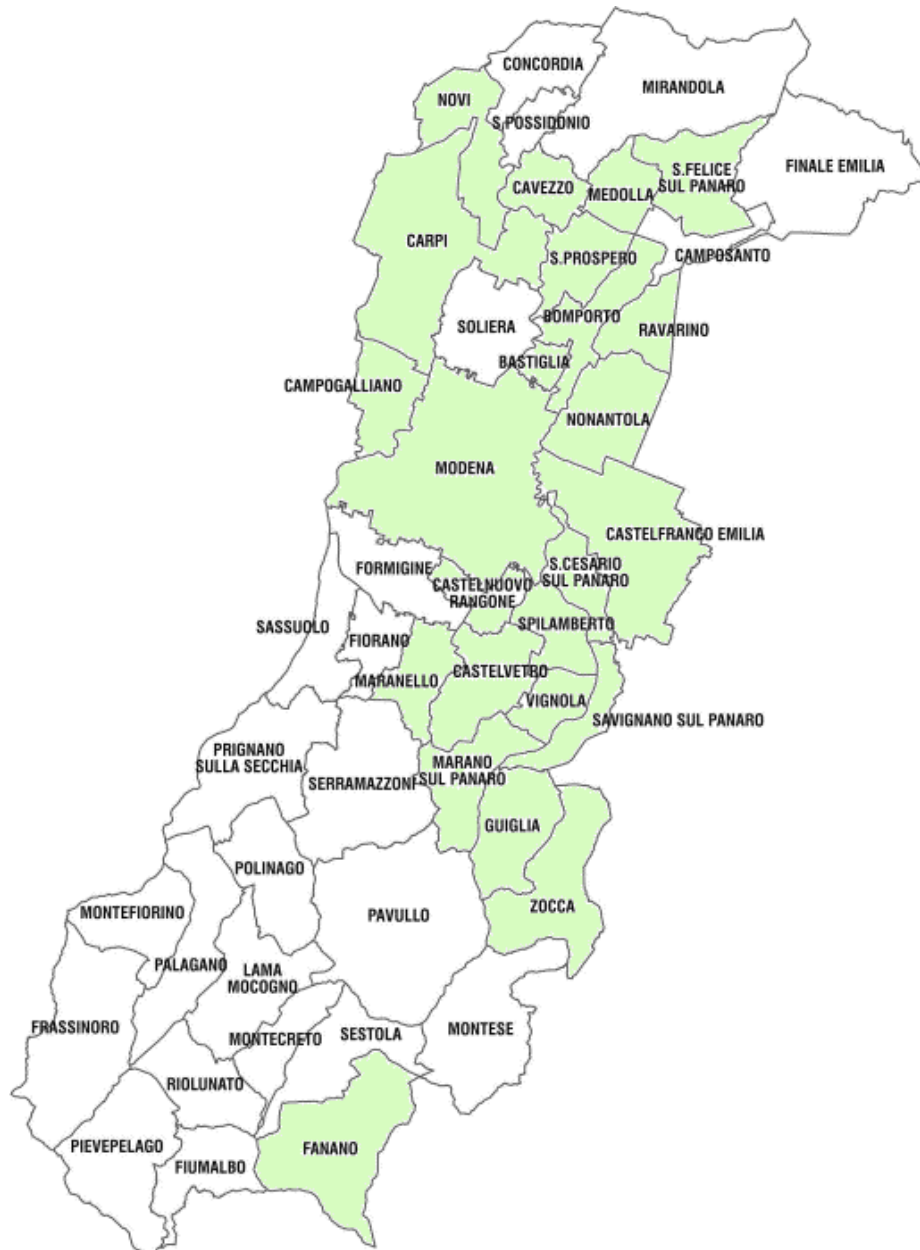 CONCORDIA
MIRANDOLA
NOVI
S.POSSIDONIO
FINALE EMILIA
S.FELICE
SUL PANARO
CAVEZZO
MEDOLLA
CARPI
S.PROSPERO
CAMPOSANTO
BOMPORTO
SOLIERA
RAVARINO
BASTIGLIA
CAMPOGALLIANO
NONANTOLA
MODENA
CASTELFRANCO EMILIA
FORMIGINE
S.CESARIO
SUL PANARO
CASTELNUOVO
RANGONE
SPILAMBERTO
SASSUOLO
FIORANO
CASTELVETRO
MARANELLO
VIGNOLA
SAVIGNANO SUL PANARO
PRIGNANO
SULLA SECCHIA
MARANO
SUL PANARO
SERRAMAZZONI
GUIGLIA
POLINAGO
ZOCCA
MONTEFIORINO
PAVULLO
PALAGANO
LAMA
MOCOGNO
FRASSINORO
MONTECRETO
SESTOLA
MONTESE
RIOLUNATO
PIEVEPELAGO
FANANO
FIUMALBO